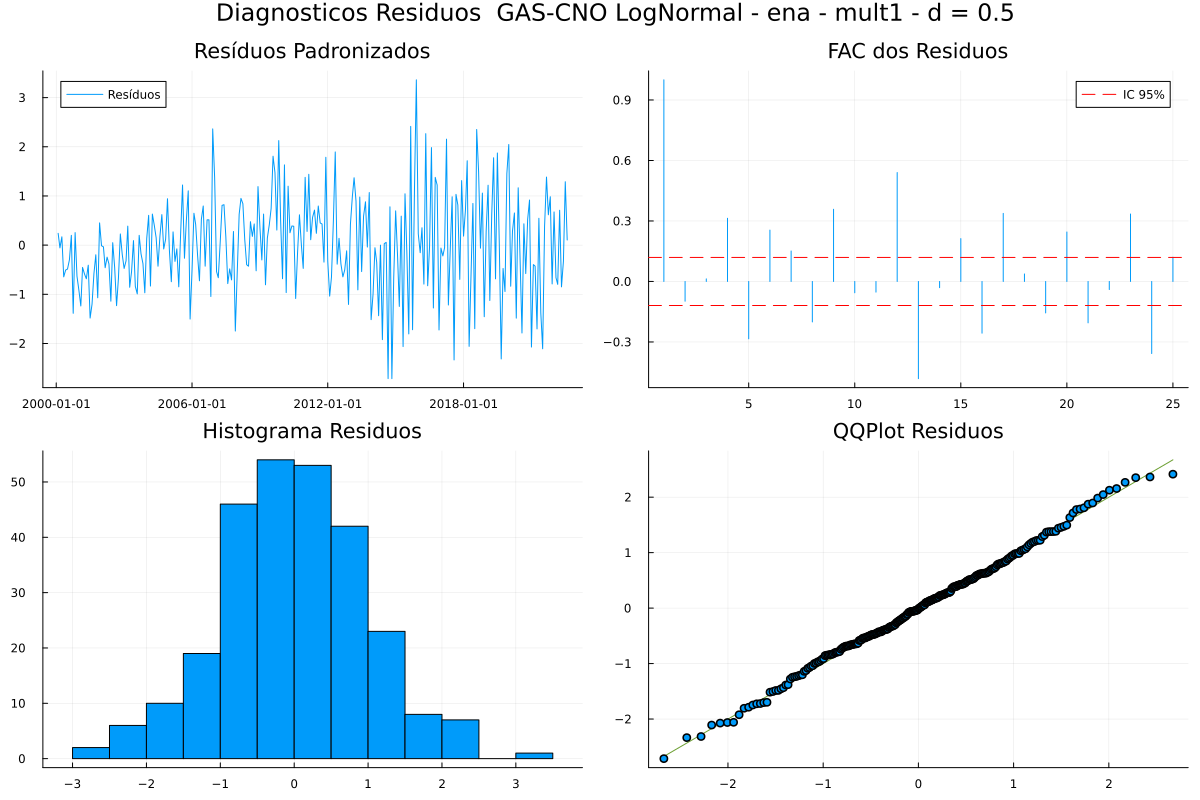 Diagnosticos Residuos  GAS-CNO LogNormal - ena - mult1 - d = 0.5
Resíduos Padronizados
Resíduos
3
2
1
0
−1
−2
2000-01-01 2006-01-01 2012-01-01 2018-01-01
FAC dos Residuos
IC 95%
0.9
0.6
0.3
0.0
−0.3
5 10 15 20 25
Histograma Residuos
50
40
30
20
10
0
−3 −2 −1 0 1 2 3
QQPlot Residuos
2
1
0
−1
−2
−2 −1 0 1 2